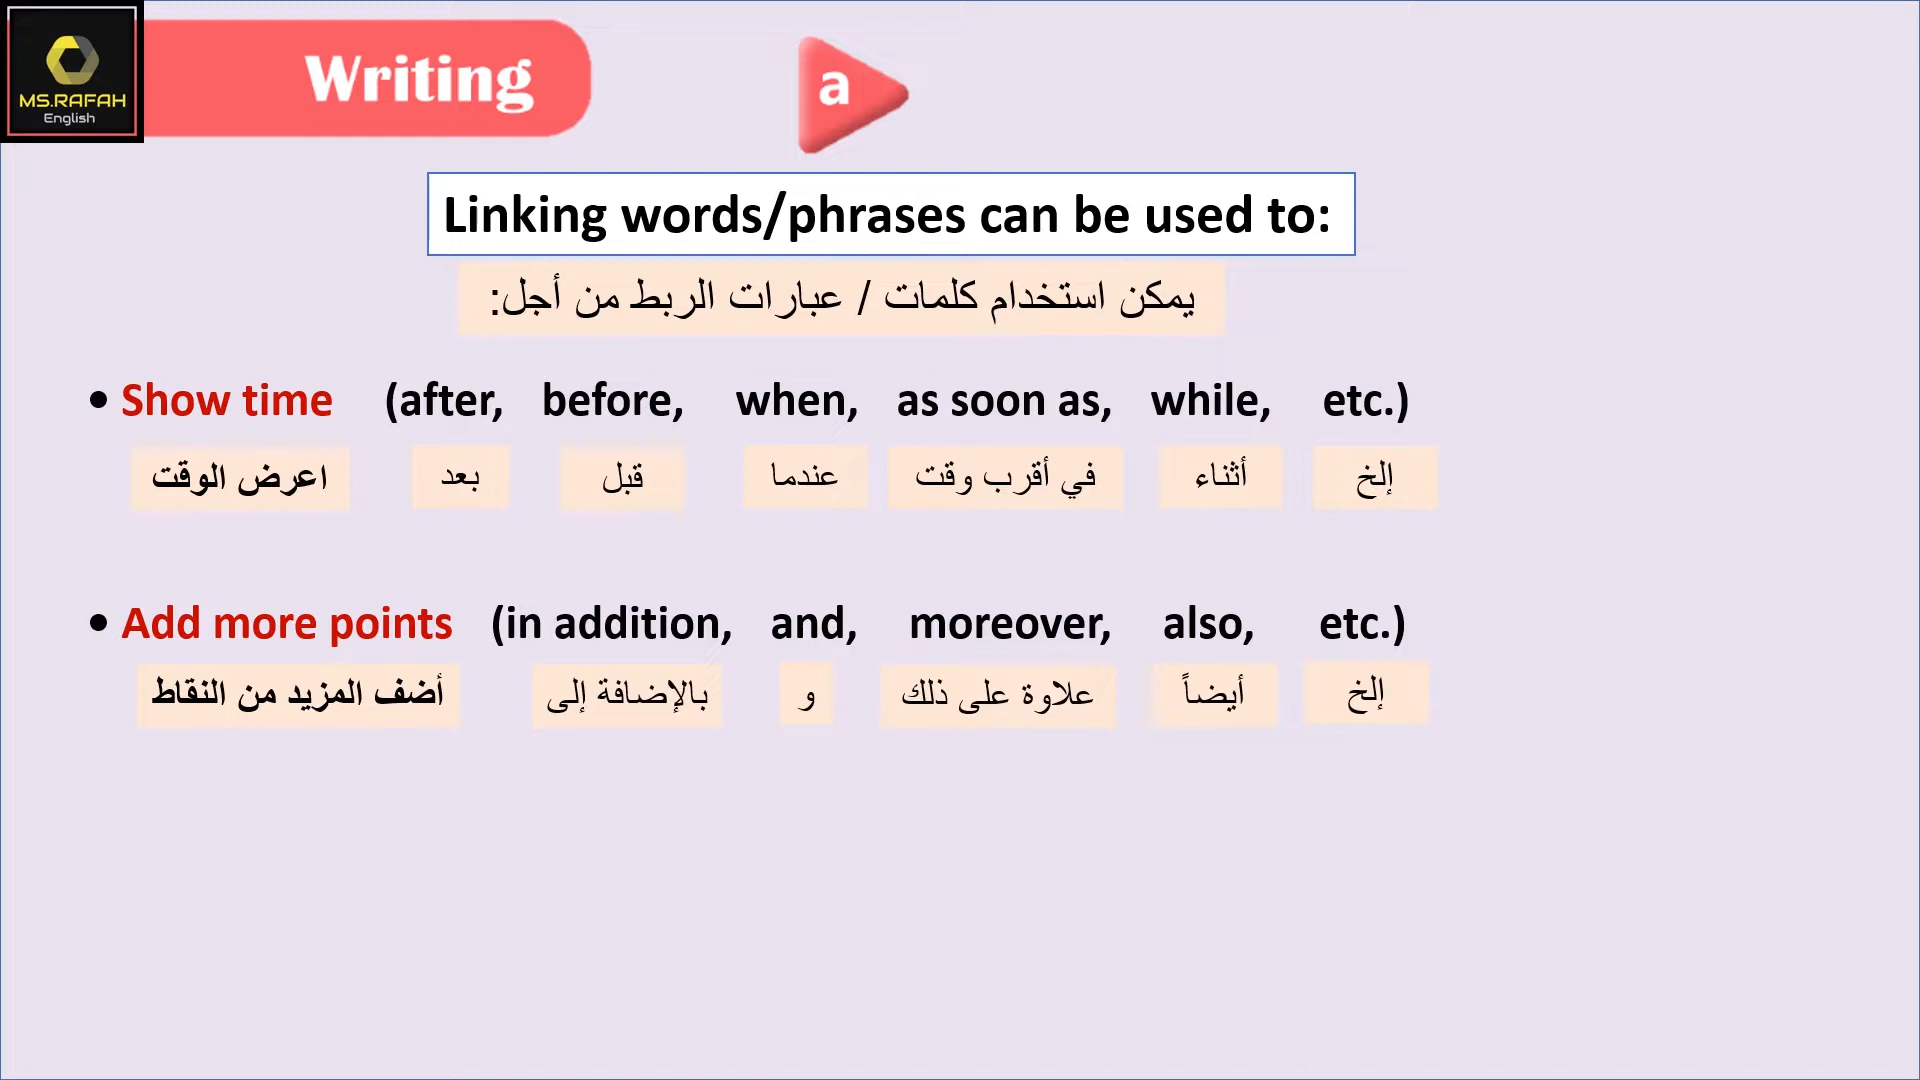 MS.RAFAH
English
Writing
a
Linking words/phrases can be used to:
يمكن استخدام كلمات / عبارات الربط من أجل:
• Show time (after, before, when, as soon as, while, etc.)
اعرض الوقت بعد قبل عندما في أقرب وقت أثناء إلخ
• Add more points (in addition, and, moreover, also, etc.)
أضف المزيد من النقاط بالإضافة إلى و علاوة على ذلك أيضاً إلخ